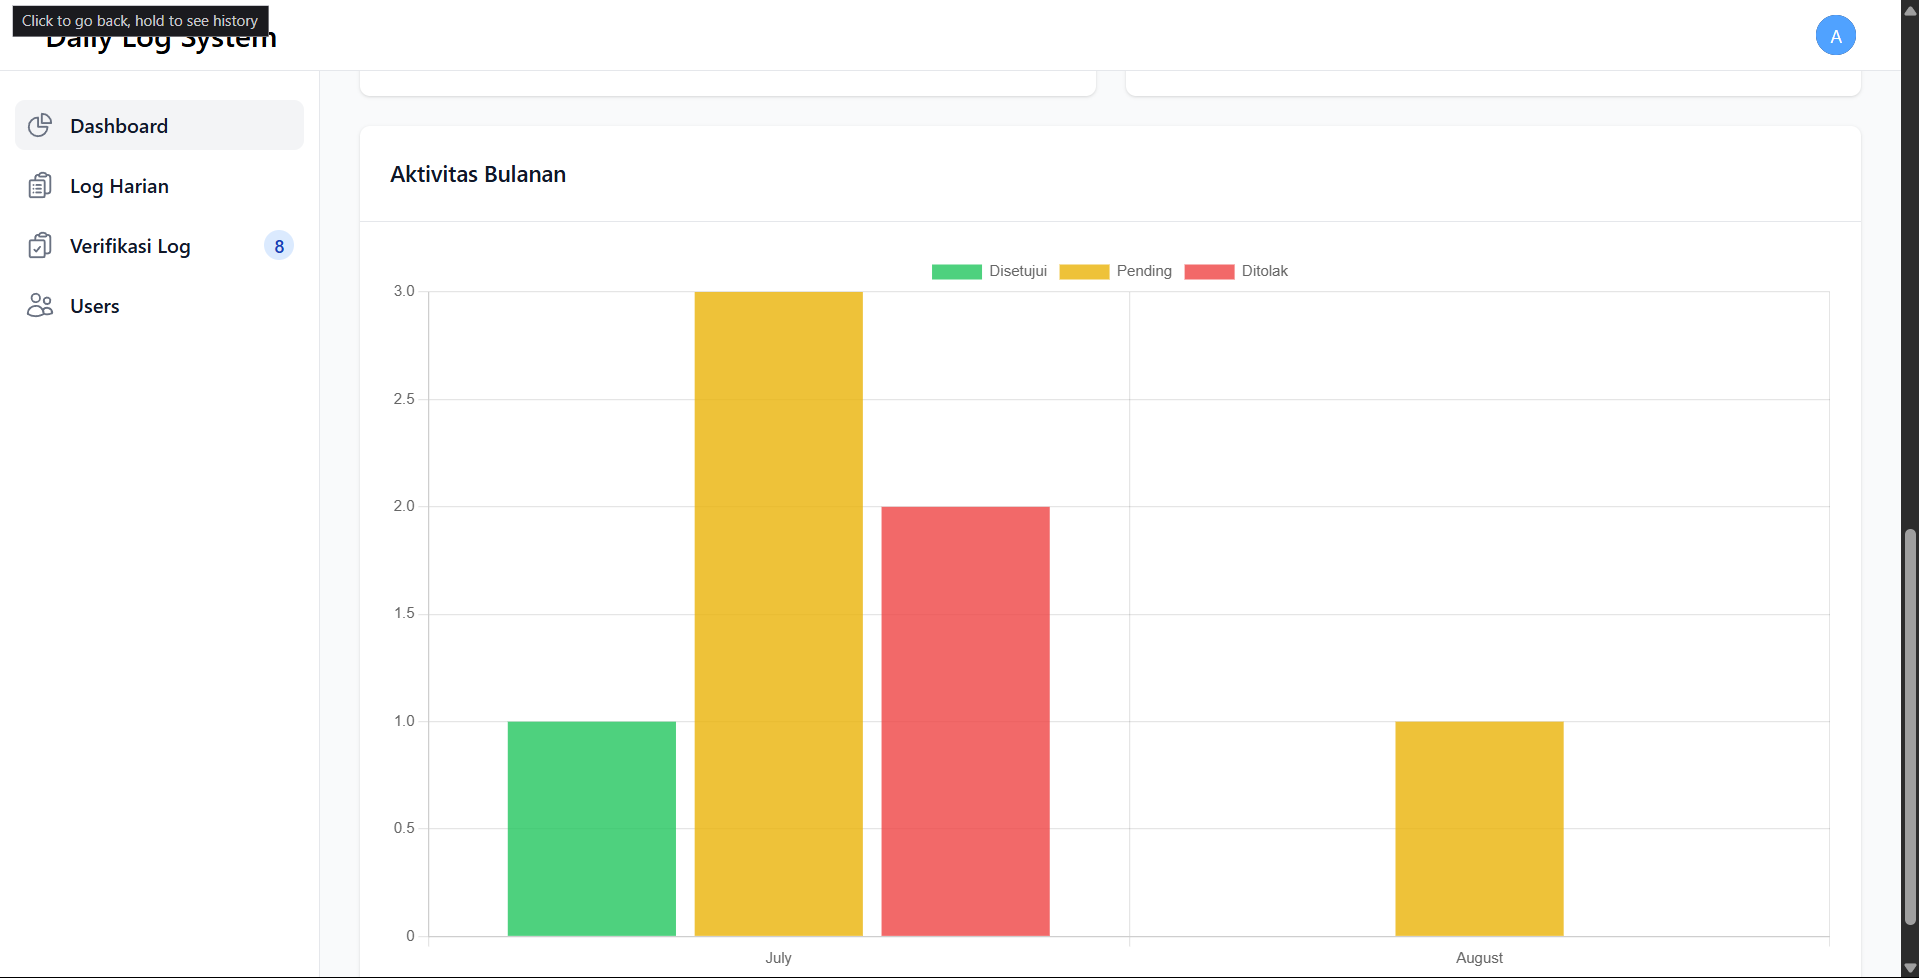 Click to go back, hold to see history
Daily Log System
A
Dashboard
Log Harian
Verifikasi Log 8
Users
Aktivitas Bulanan
Disetujui Pending Ditolak
3.0
2.5
2.0
1.5
1.0
0.5
0
July August